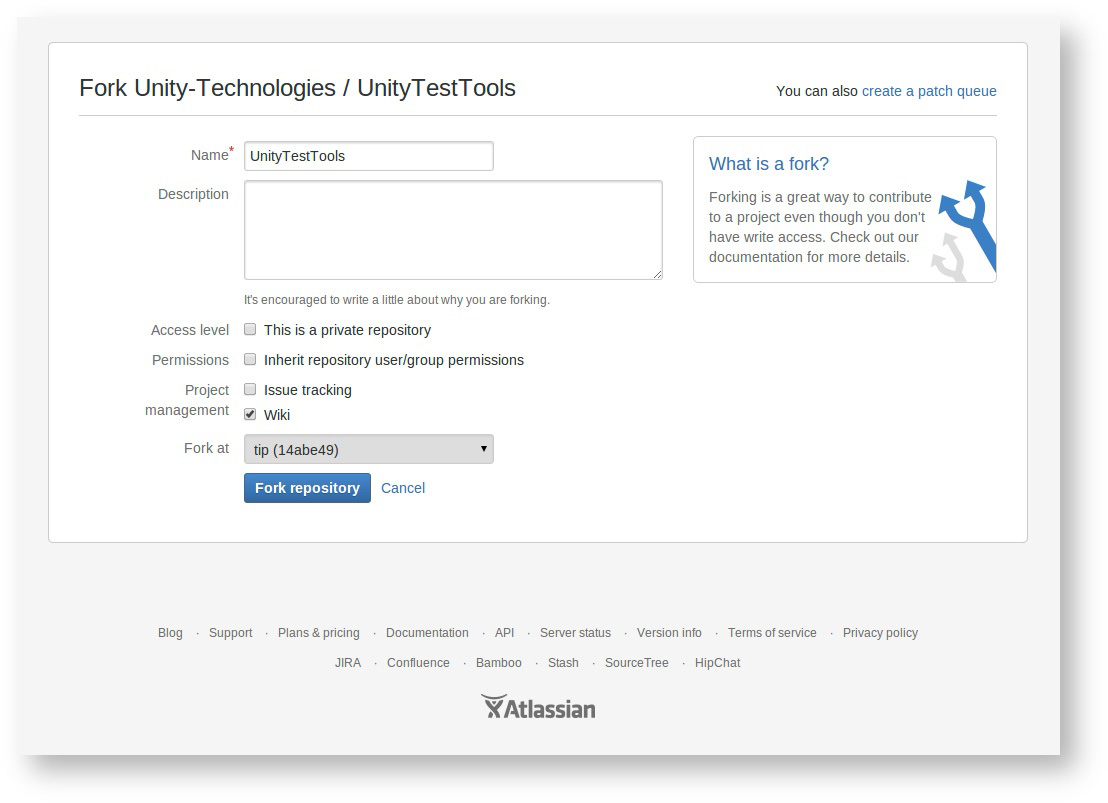 Fork Unity-Technologies / UnityTestTools
You can also create a patch queue
Name*
UnityTestTools
Description
It's encouraged to write a little about why you are forking.
Access level
This is a private repository
Permissions
Inherit repository user/group permissions
Project
management
Issue tracking
Wiki
Fork at
tip (14abe49)
Fork repository
Cancel
What is a fork?
Forking is a great way to contribute
to a project even though you don't
have write access. Check out our
documentation for more details.
Blog · Support · Plans & pricing · Documentation · API · Server status · Version info · Terms of service · Privacy policy
JIRA · Confluence · Bamboo · Stash · SourceTree · HipChat
Atlassian